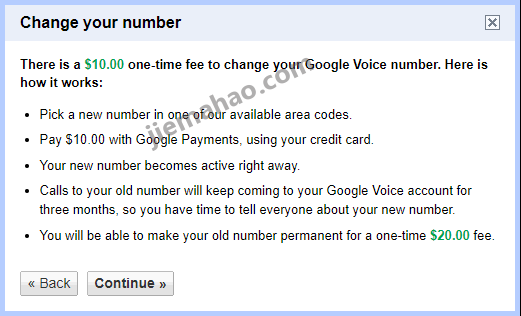 Change your number
There is a $10.00 one-time fee to change your Google Voice number. Here is
how it works:
• Pick a new number in one of our available area codes.
• Pay $10.00 with Google Payments, using your credit card.
• Your new number becomes active right away.
• Calls to your old number will keep coming to your Google Voice account for
three months, so you have time to tell everyone about your new number.
• You will be able to make your old number permanent for a one-time $20.00 fee.
« Back Continue »
jiemahao.com